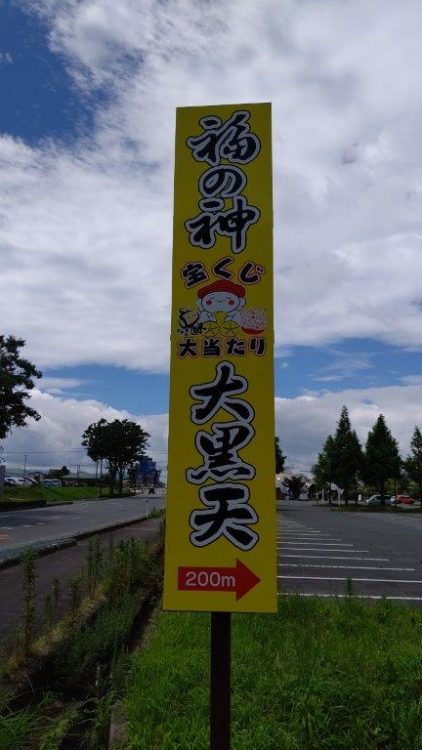 福の神
宝くじ
大当たり
大黒天
200m